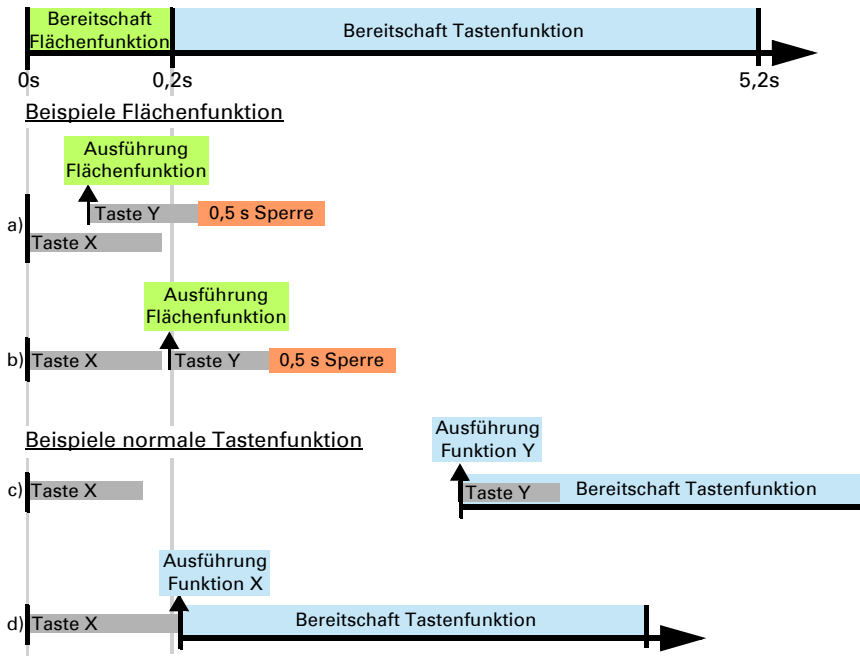 Bereitschaft
Flächenfunktion
Bereitschaft Tastenfunktion
0s
0,2s
5,2s
Beispiele Flächenfunktion
Ausführung
Flächenfunktion
a)
Taste Y
0,5 s Sperre
Taste X
Ausführung
Flächenfunktion
b)
Taste X
Taste Y
0,5 s Sperre
Beispiele normale Tastenfunktion
Ausführung
Funktion Y
c)
Taste X
Taste Y
Bereitschaft Tastenfunktion
Ausführung
Funktion X
d)
Taste X
Bereitschaft Tastenfunktion